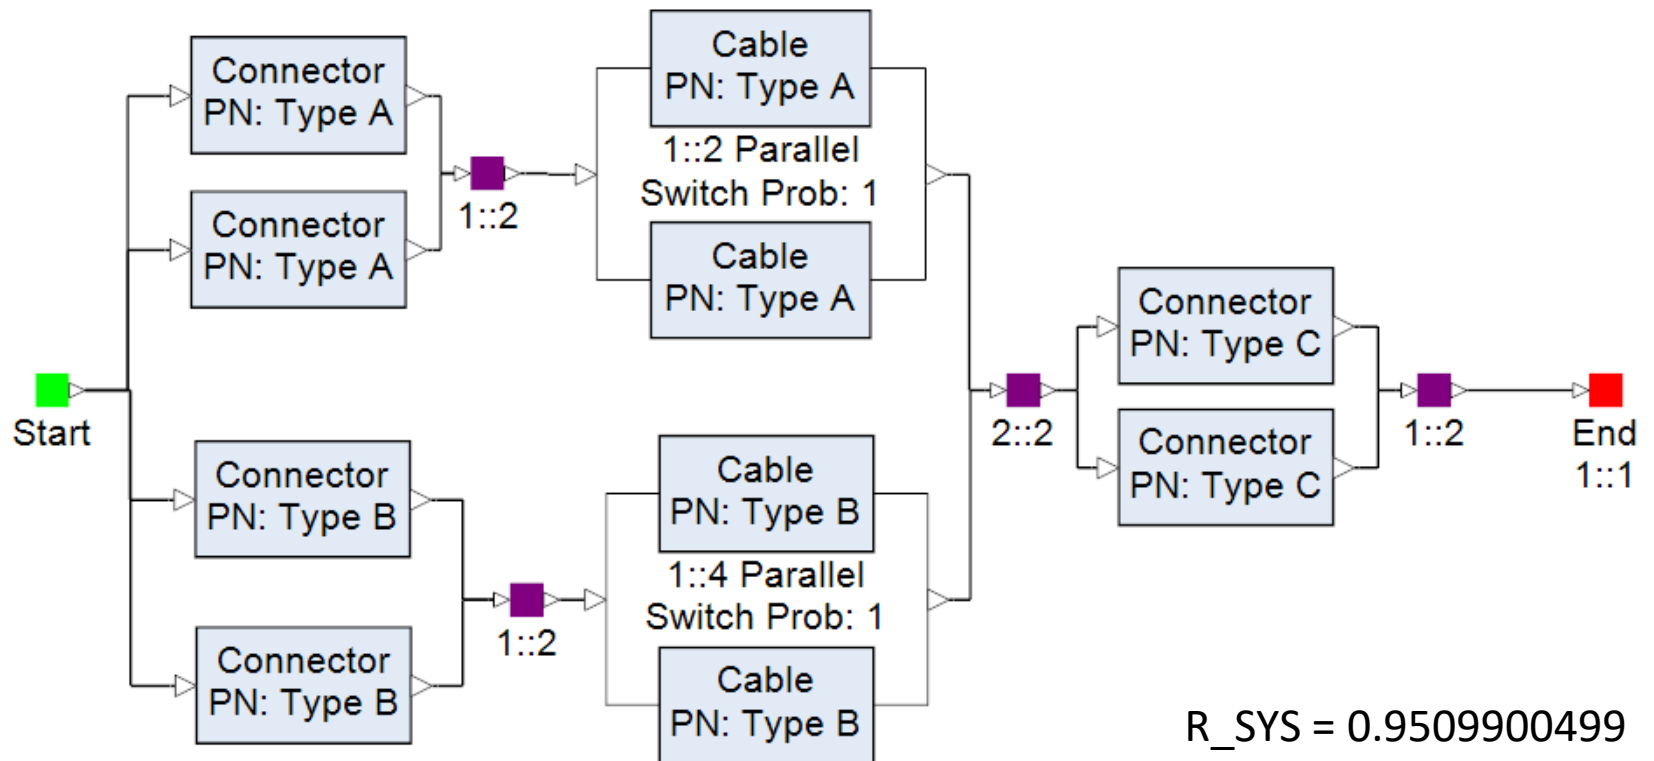 Connector
PN: Type A
Connector
PN: Type A
1::2
Cable
PN: Type A
1::2 Parallel
Switch Prob: 1
Cable
PN: Type A
Start
Connector
PN: Type B
Connector
PN: Type B
1::2
Cable
PN: Type B
1::4 Parallel
Switch Prob: 1
Cable
PN: Type B
2::2
Connector
PN: Type C
Connector
PN: Type C
1::2
End
1::1
R_SYS = 0.9509900499